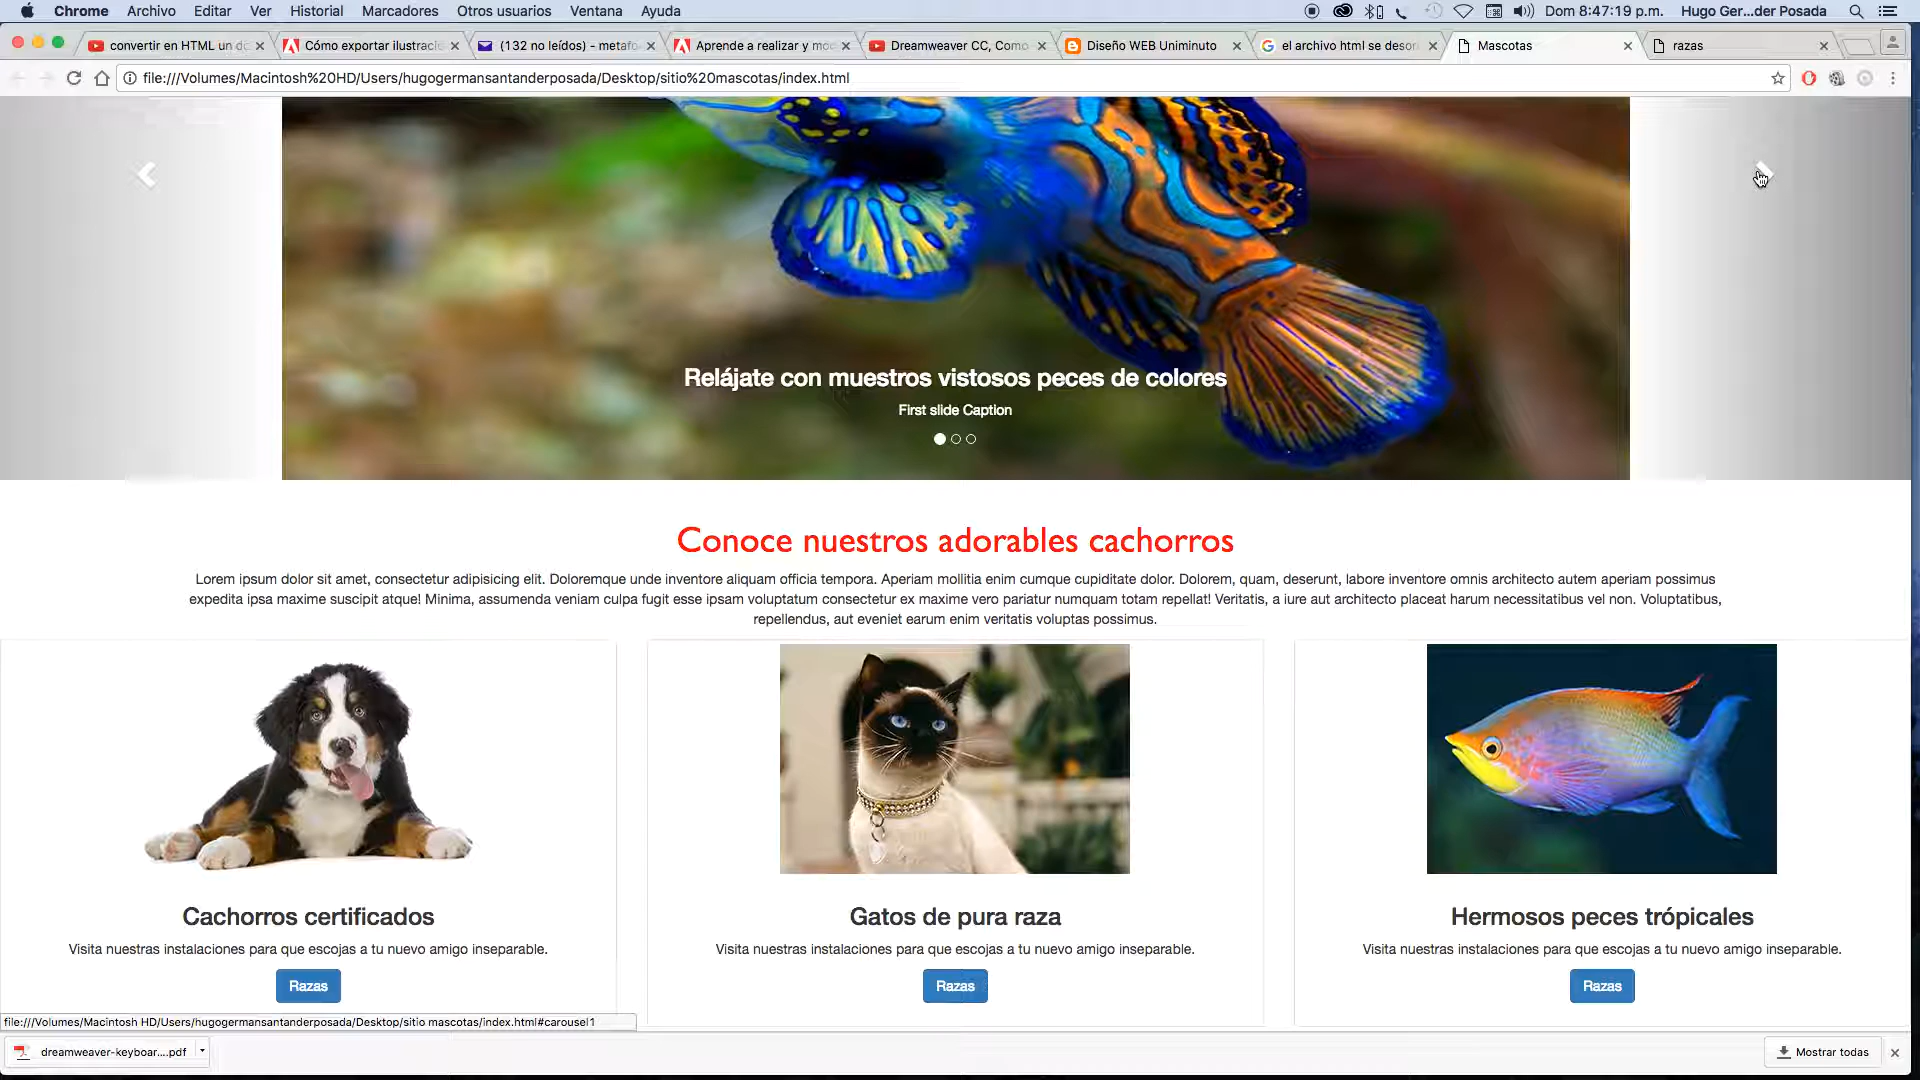 Chrome Archivo Editar Ver Historial Marcadores Otros usuarios Ventana Ayuda
Dom 8:47:19 p.m. Hugo Ger...der Posada
convertir en HTML un do
Cómo exportar ilustracio
(132 no leídos) - metafo
Aprende a realizar y mod
Dreamweaver CC, Como
Diseño WEB Uniminuto
el archivo html se desor
Mascotas
razas
file:///Volumes/Macintosh%20HD/Users/hugogermansantanderposada/Desktop/sitio%20mascotas/index.html
Relájate con muestros vistosos peces de colores
First slide Caption
Conoce nuestros adorables cachorros
Lorem ipsum dolor sit amet, consectetur adipisicing elit. Doloremque unde inventore aliquam officia tempora. Aperiam mollitia enim cumque cupiditate dolor. Dolorem, quam, deserunt, labore inventore omnis architecto autem aperiam possimus
expedita ipsa maxime suscipit atque! Minima, assumenda veniam culpa fugit esse ipsam voluptatum consectetur ex maxime vero pariatur numquam totam repellat! Veritatis, a iure aut architecto placeat harum necessitatibus vel non. Voluptatibus,
repellendus, aut eveniet earum enim veritatis voluptas possimus.
Cachorros certificados
Visita nuestras instalaciones para que escojas a tu nuevo amigo inseparable.
Razas
Gatos de pura raza
Visita nuestras instalaciones para que escojas a tu nuevo amigo inseparable.
Razas
Hermosos peces trópicales
Visita nuestras instalaciones para que escojas a tu nuevo amigo inseparable.
Razas
file:///Volumes/Macintosh HD/Users/hugogermansantanderposada/Desktop/sitio mascotas/index.html#carousel1
dreamweaver-keyboar....pdf
Mostrar todas